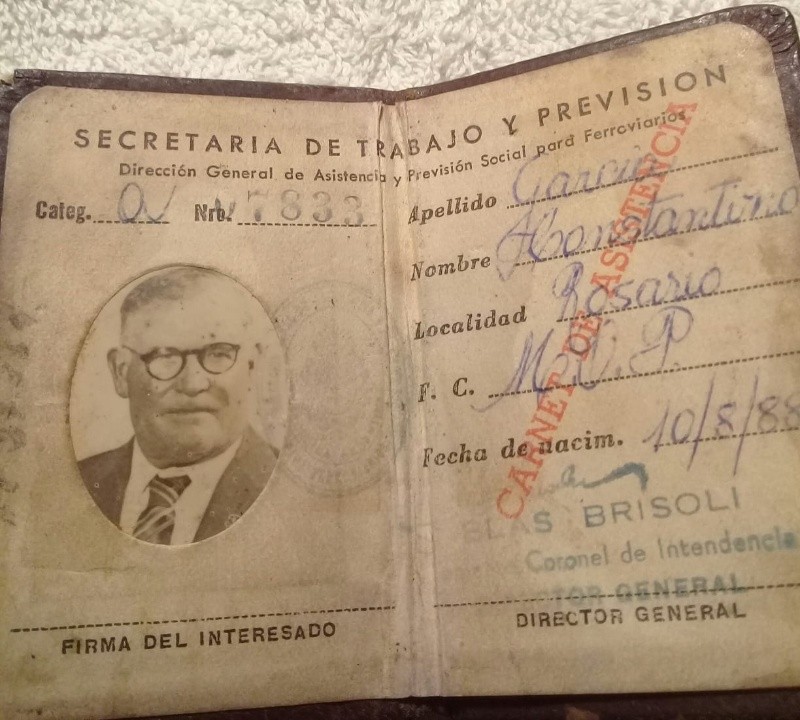 SECRETARIA DE TRABAJO Y PREVISION
Dirección General de Asistencia y Previsión Social para Ferroviarios
Categ. Nro. 7833
Apellido García
Nombre Constantino
Localidad Rosario
F. C. M.O.P.
Fecha de nacim. 10/8/88
CARNET DE ASISTENCIA
BLAS BRISOLI
Coronel de Intendencia
DIRECTOR GENERAL
FIRMA DEL INTERESADO
DIRECTOR GENERAL